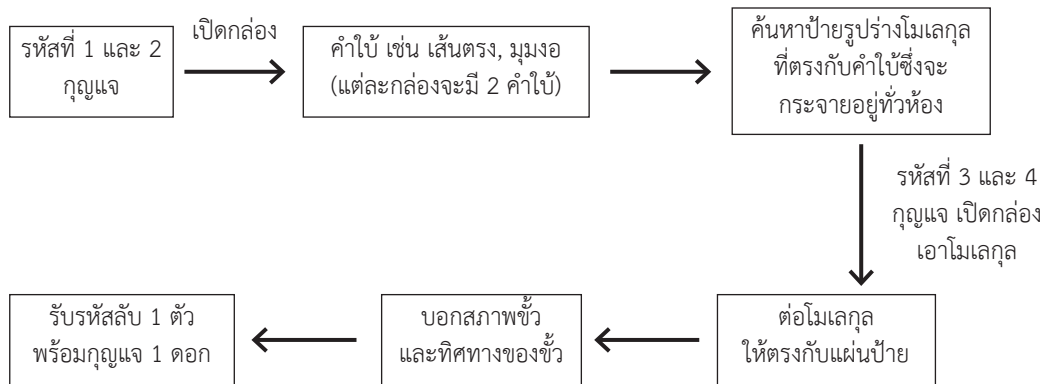 รหัสที่ 1 และ 2
กุญแจ
เปิดกล่อง
คำใบ้ เช่น เส้นตรง, มุมงอ
(แต่ละกล่องจะมี 2 คำใบ้)
ค้นหาป้ายรูปร่างโมเลกุล
ที่ตรงกับคำใบ้ซึ่งจะ
กระจายอยู่ทั่วห้อง
รหัสที่ 3 และ 4
กุญแจ เปิดกล่อง
เอาโมเลกุล
ต่อโมเลกุล
ให้ตรงกับแผ่นป้าย
บอกสภาพขั้ว
และทิศทางของขั้ว
รับรหัสลับ 1 ตัว
พร้อมกุญแจ 1 ดอก